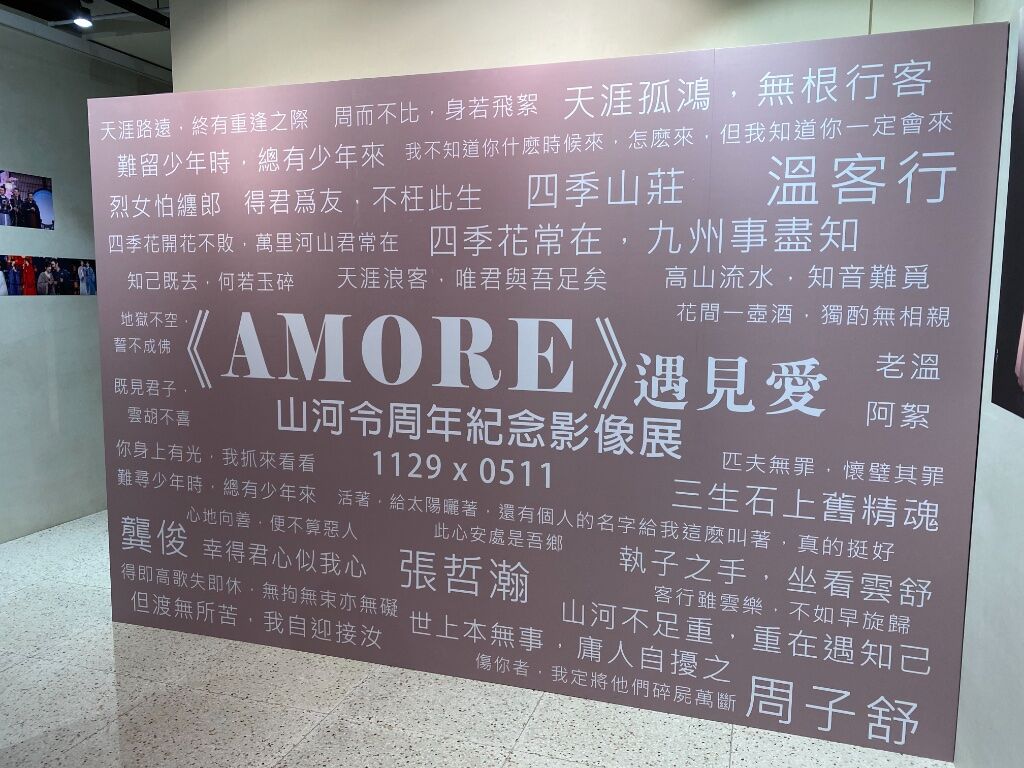 天涯路遠，終有重逢之際　周而不比，身若飛絮　天涯孤鴻，無根行客
難留少年時，總有少年來　我不知道你什麼時候來，怎麼來，但我知道你一定會來
烈女怕纏郎　得君爲友，不枉此生　四季山莊　溫客行
四季花開花不敗，萬里河山君常在　四季花常在，九州事盡知
知己既去，何若玉碎　天涯浪客，唯君與吾足矣　高山流水，知音難覓
花間一壺酒，獨酌無相親
地獄不空，
誓不成佛
《AMORE》遇見愛
老溫
既見君子，
雲胡不喜
山河令周年紀念影像展
阿絮
1129 x 0511
你身上有光，我抓來看看　匹夫無罪，懷璧其罪
難尋少年時，總有少年來　活著，給太陽曬著，還有個人的名字給我這麼叫著，真的挺好
三生石上舊精魂
心地向善，便不算惡人　此心安處是吾鄉
龔俊　幸得君心似我心　張哲瀚　執子之手，坐看雲舒
得即高歌失即休，無拘無束亦無礙　客行雖雲樂，不如早旋歸
但渡無所苦，我自迎接汝　世上本無事，庸人自擾之　山河不足重，重在遇知己
傷你者，我定將他們碎屍萬斷　周子舒